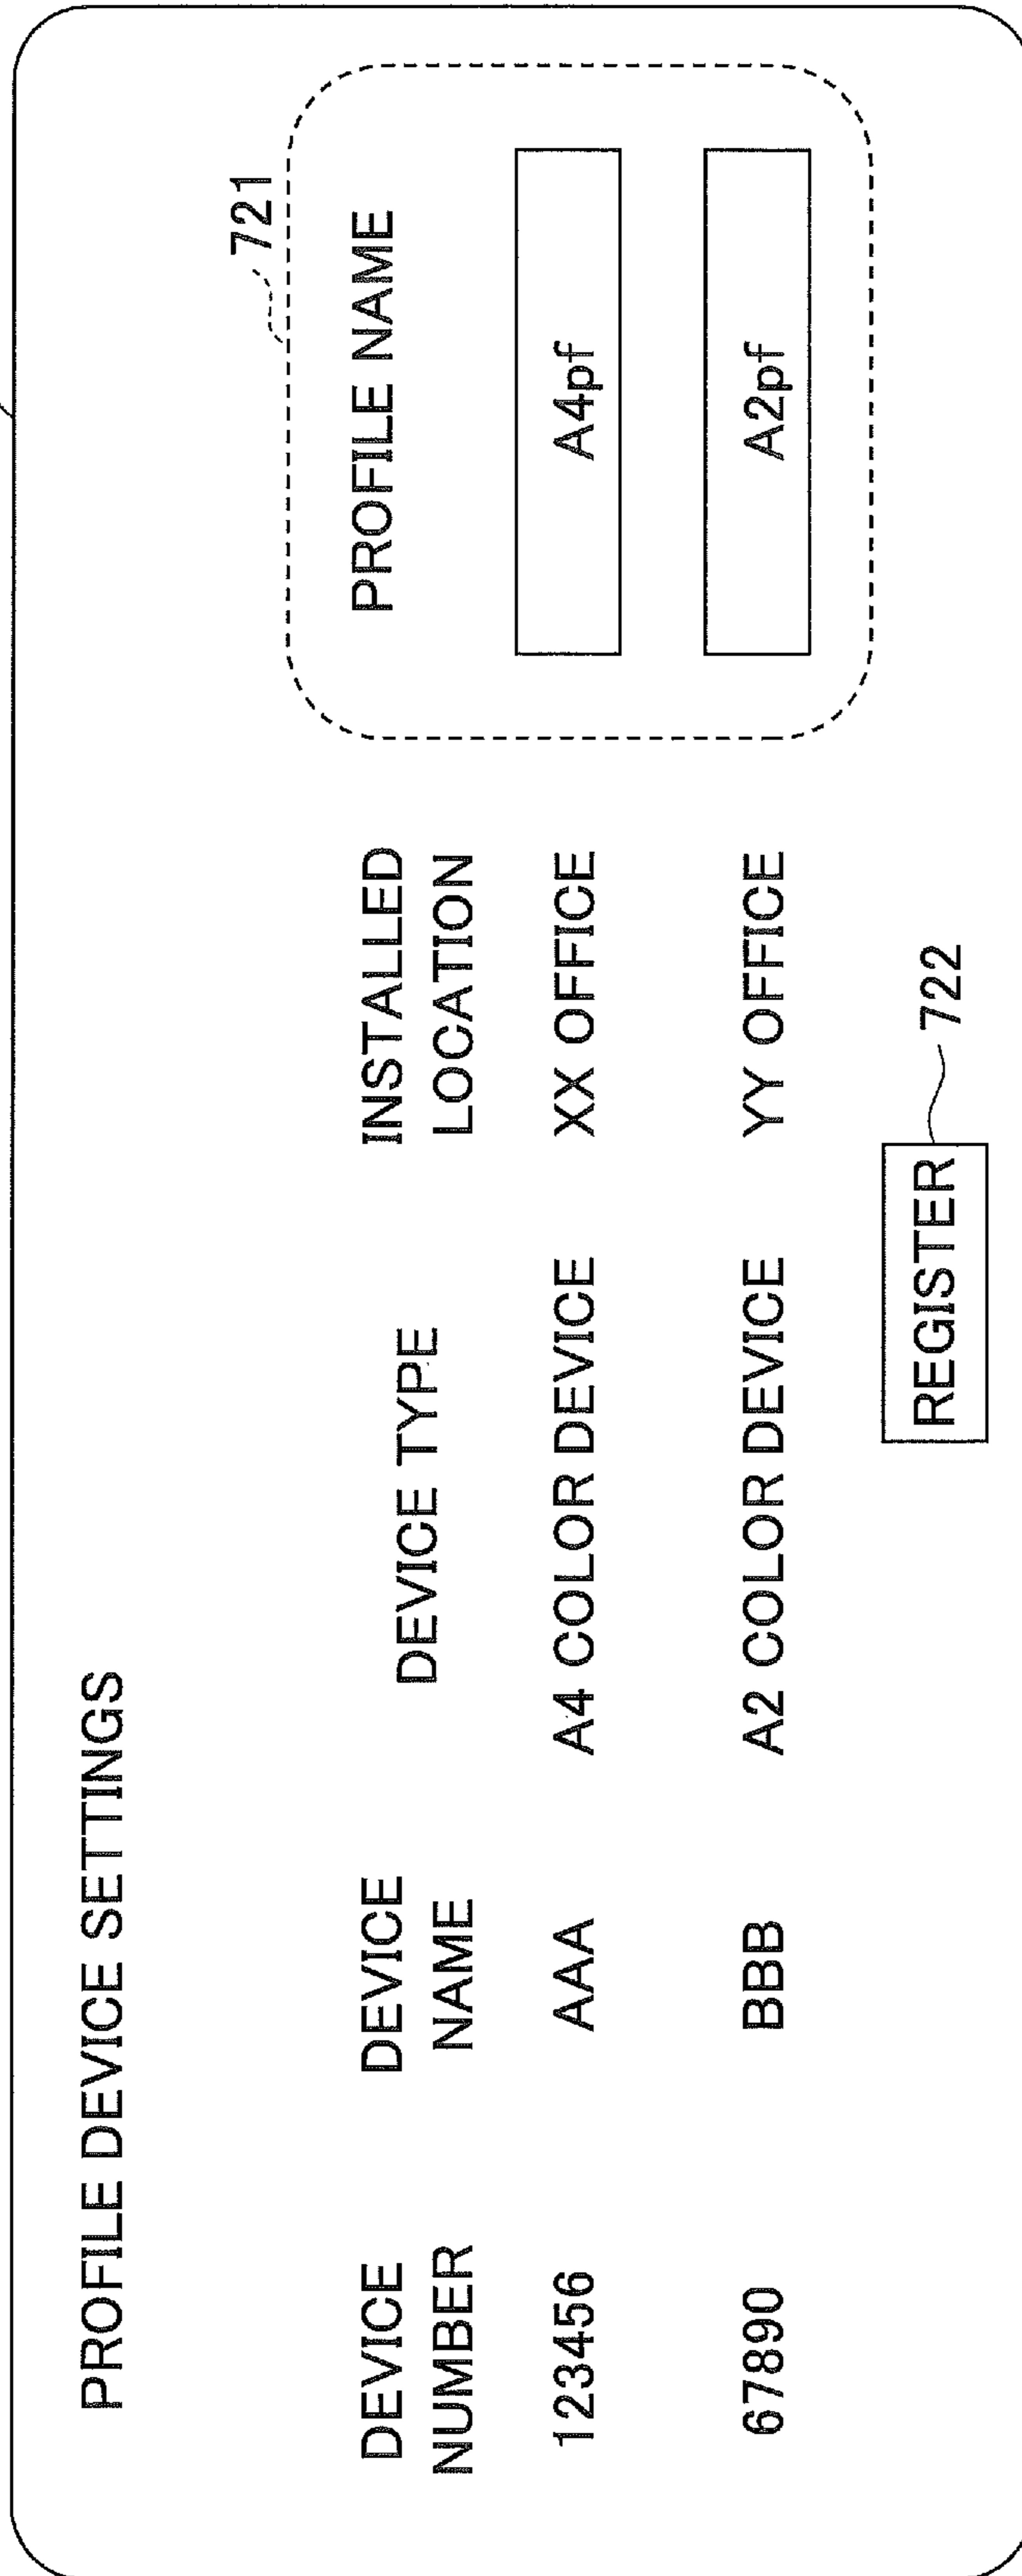 PROFILE DEVICE SETTINGS
721
DEVICE NUMBER DEVICE NAME DEVICE TYPE INSTALLED LOCATION PROFILE NAME
123456 AAA A4 COLOR DEVICE XX OFFICE A4pf
67890 BBB A2 COLOR DEVICE YY OFFICE A2pf
REGISTER 722